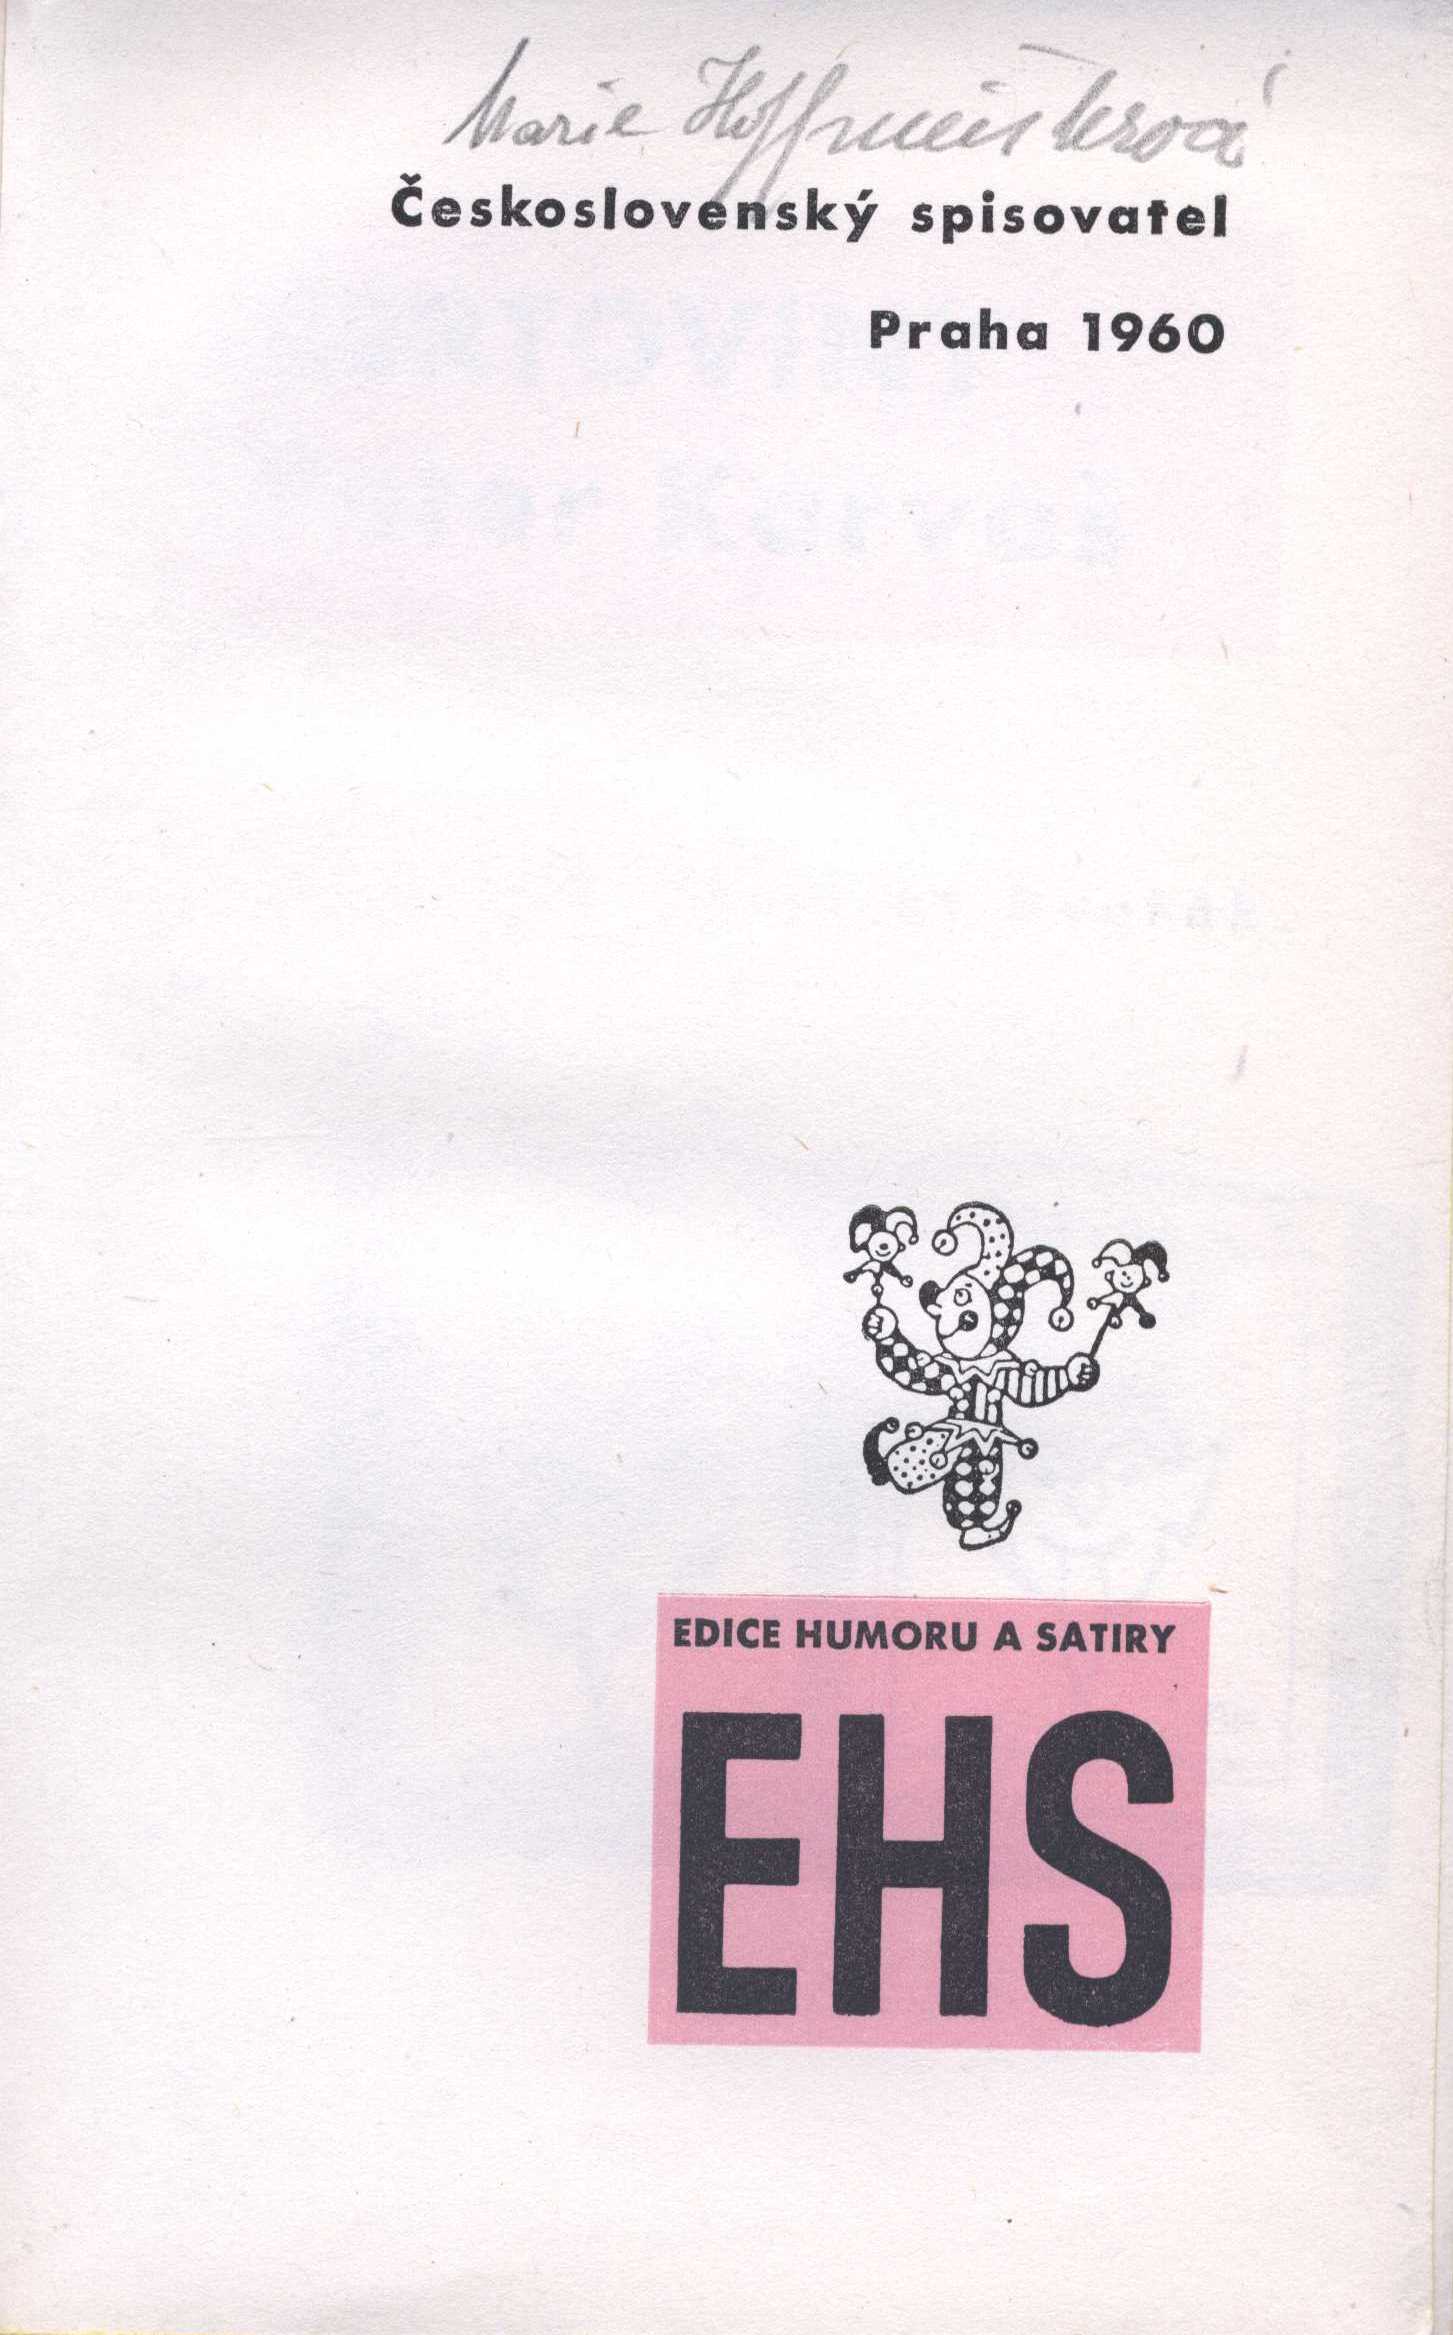 Marie Hoffmeisterová
Československý spisovatel
Praha 1960
EDICE HUMORU A SATIRY
EHS